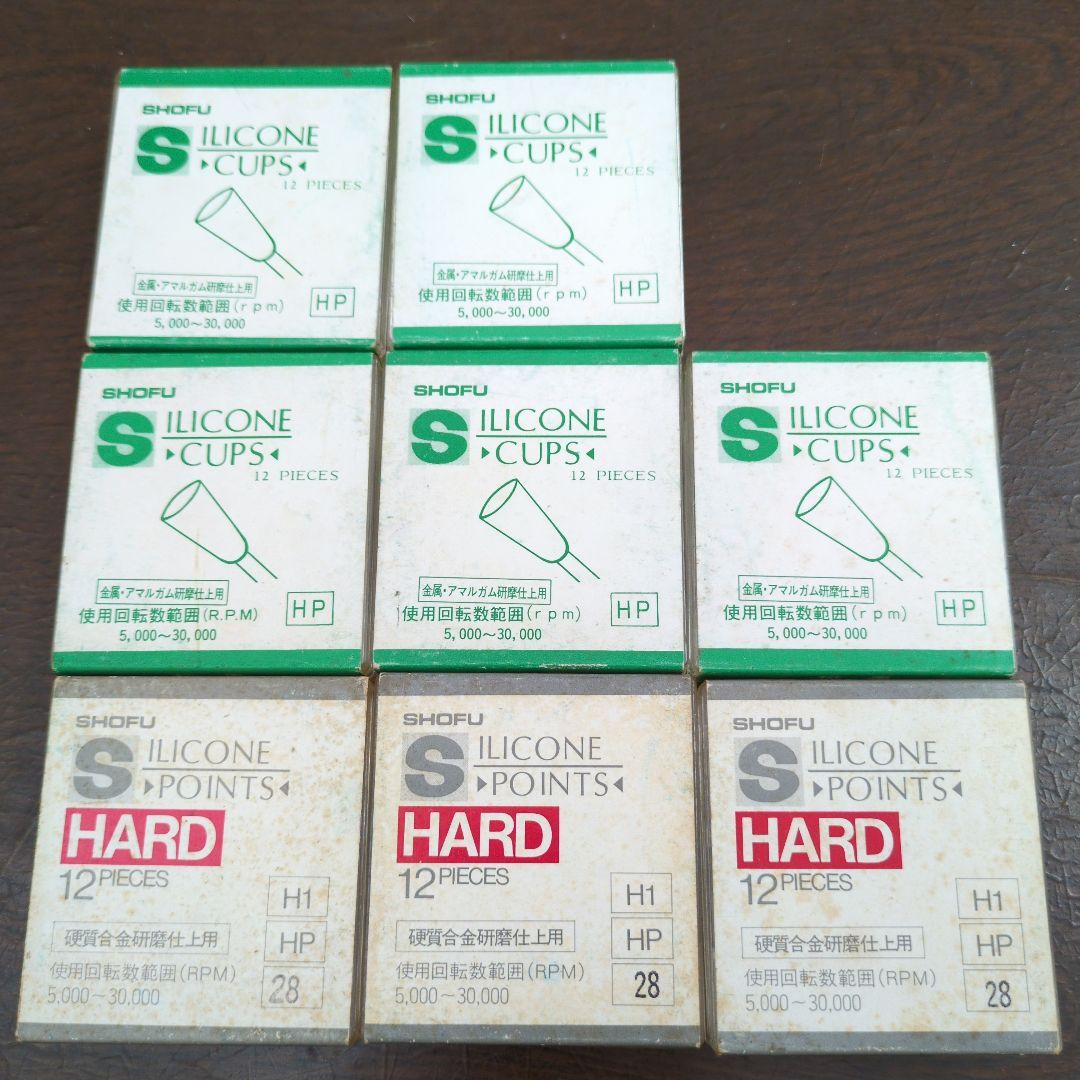 SHOFU
SILICONE
▸CUPS◂
12 PIECES
金属・アマルガム研摩仕上用
使用回転数範囲(rpm)
5,000〜30,000
HP
SHOFU
SILICONE
▸CUPS◂
12 PIECES
金属・アマルガム研摩仕上用
使用回転数範囲(rpm)
5,000〜30,000
HP
SHOFU
SILICONE
▸CUPS◂
12 PIECES
金属・アマルガム研摩仕上用
使用回転数範囲(R.P.M)
5,000〜30,000
HP
SHOFU
SILICONE
▸CUPS◂
12 PIECES
金属・アマルガム研摩仕上用
使用回転数範囲(rpm)
5,000〜30,000
HP
SHOFU
SILICONE
▸CUPS◂
12 PIECES
金属・アマルガム研摩仕上用
使用回転数範囲(rpm)
5,000〜30,000
HP
SHOFU
SILICONE
▸POINTS◂
HARD
12 PIECES
H1
硬質合金研磨仕上用
HP
使用回転数範囲(RPM)
5,000〜30,000
28
SHOFU
SILICONE
▸POINTS◂
HARD
12 PIECES
H1
硬質合金研磨仕上用
HP
使用回転数範囲(RPM)
5,000〜30,000
28
SHOFU
SILICONE
▸POINTS◂
HARD
12 PIECES
H1
硬質合金研磨仕上用
HP
使用回転数範囲(RPM)
5,000〜30,000
28